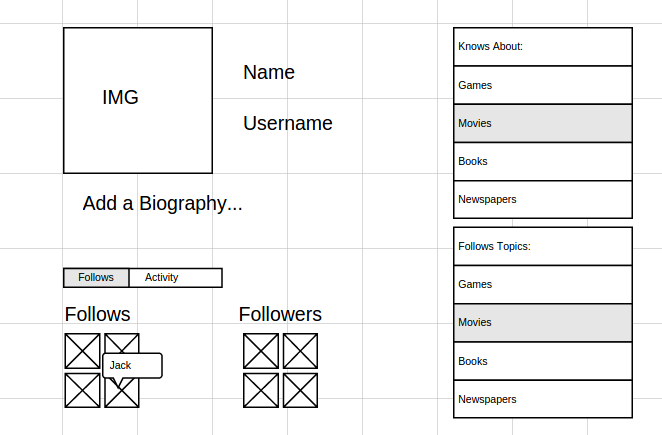 IMG
Name
Username
Add a Biography...
Follows
Activity
Follows
Followers
Jack
Knows About:
Games
Movies
Books
Newspapers
Follows Topics:
Games
Movies
Books
Newspapers